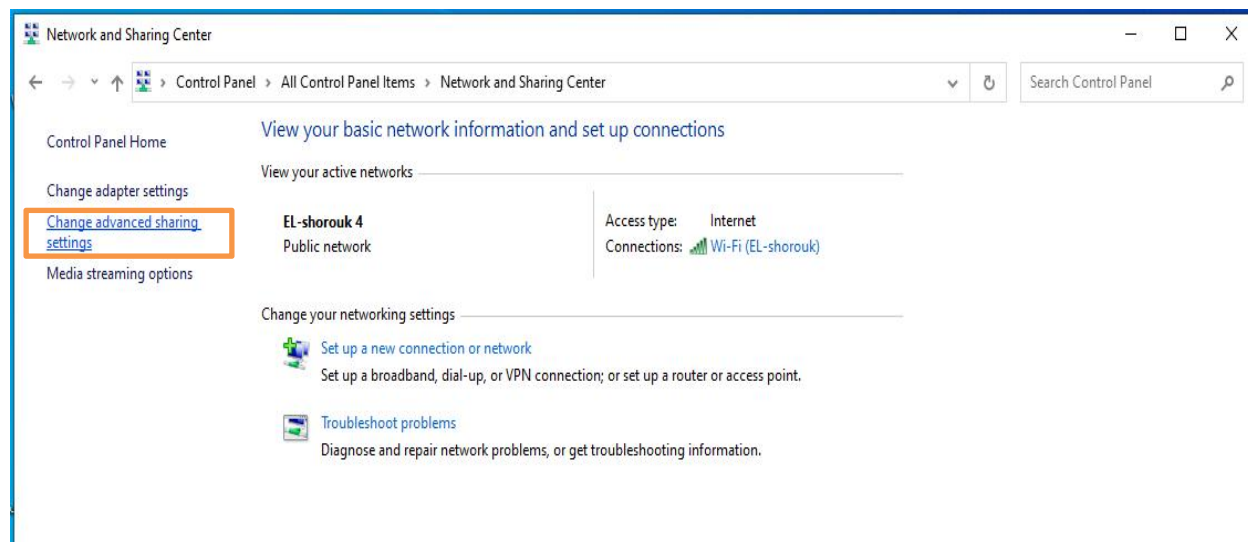 Network and Sharing Center
Control Panel > All Control Panel Items > Network and Sharing Center
Search Control Panel
Control Panel Home
Change adapter settings
Change advanced sharing
settings
Media streaming options
View your basic network information and set up connections
View your active networks
EL-shorouk 4
Public network
Access type: Internet
Connections: Wi-Fi (EL-shorouk)
Change your networking settings
Set up a new connection or network
Set up a broadband, dial-up, or VPN connection; or set up a router or access point.
Troubleshoot problems
Diagnose and repair network problems, or get troubleshooting information.